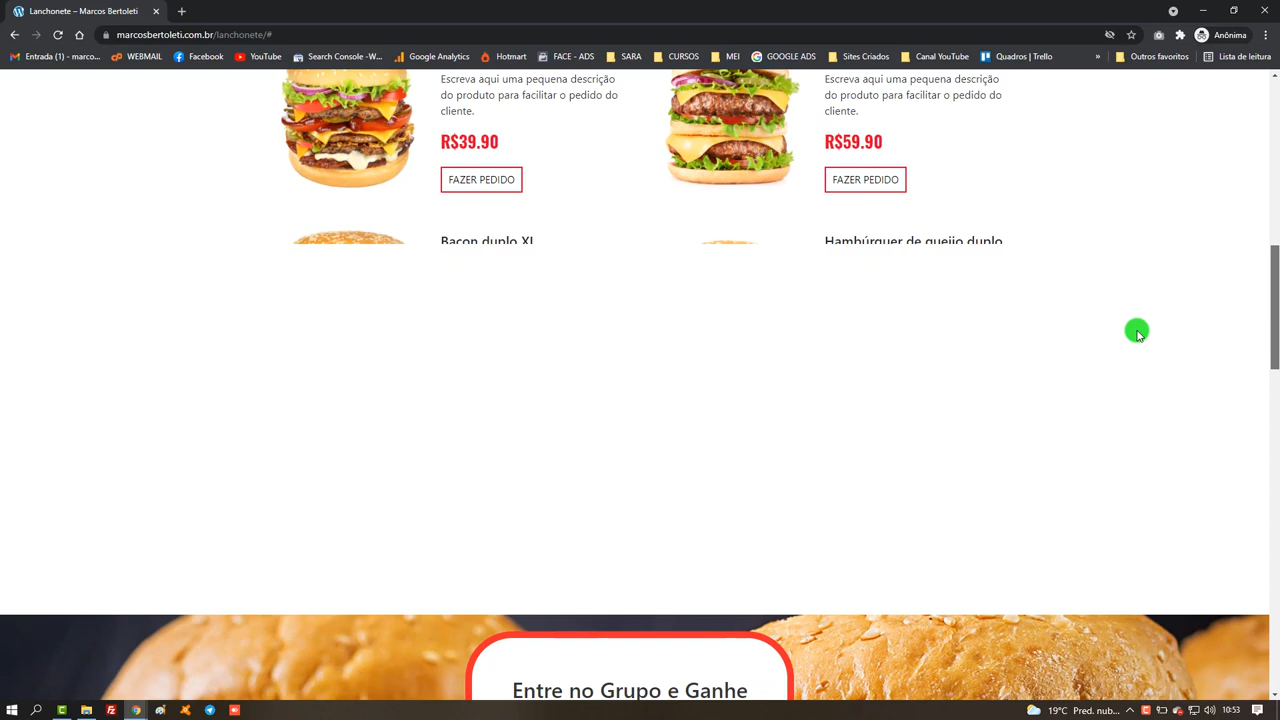 Lanchonete – Marcos Bertoleti
marcosbertoleti.com.br/lanchonete/#
Anônima
Entrada (1) - marco...
WEBMAIL
Facebook
YouTube
Search Console -W...
Google Analytics
Hotmart
FACE - ADS
SARA
CURSOS
MEI
GOOGLE ADS
Sites Criados
Canal YouTube
Quadros | Trello
»
Outros favoritos
Lista de leitura
Escreva aqui uma pequena descrição
do produto para facilitar o pedido do
cliente.
R$39.90
FAZER PEDIDO
Escreva aqui uma pequena descrição
do produto para facilitar o pedido do
cliente.
R$59.90
FAZER PEDIDO
Bacon duplo XL
Hambúrguer de queijo duplo
Entre no Grupo e Ganhe
19°C Pred. nub...
10:53